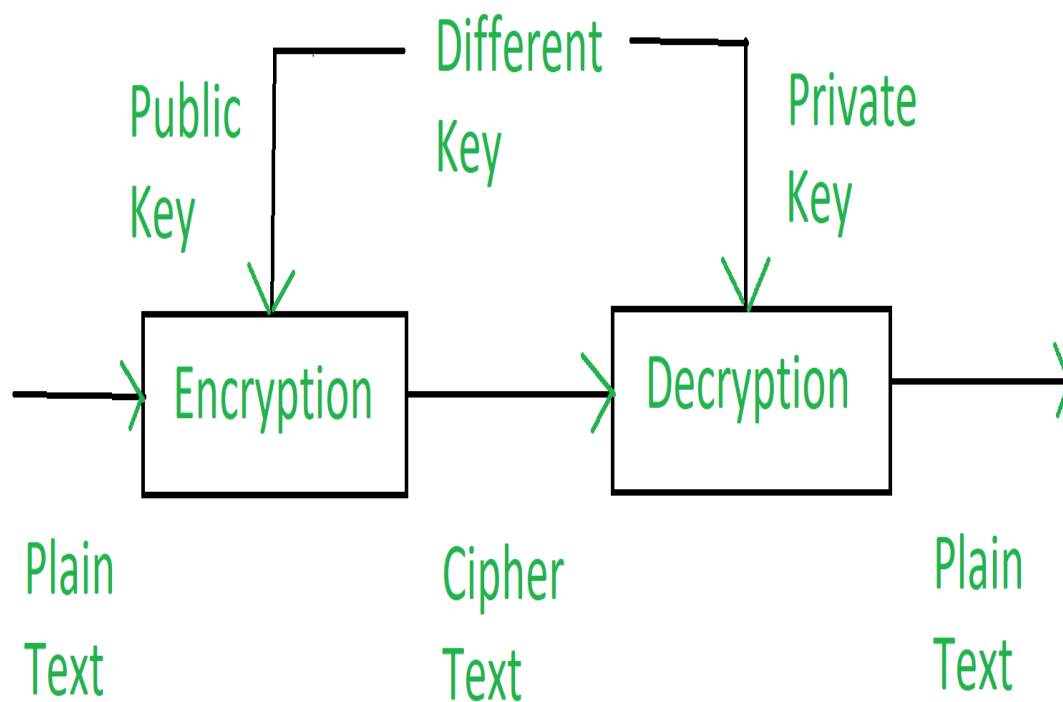 Different
Key
Public
Key
Private
Key
Encryption
Decryption
Plain
Text
Cipher
Text
Plain
Text